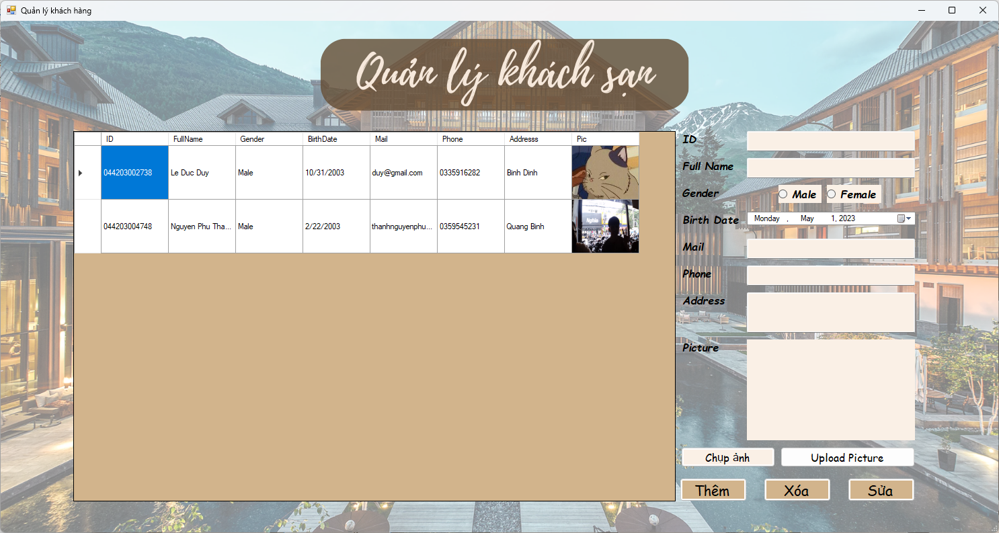 Quản lý khách hàng
Quản lý khách sạn
ID FullName Gender BirthDate Mail Phone Addresss Pic
044203002738 Le Duc Duy Male 10/31/2003 duy@gmail.com 0335916282 Binh Dinh
044203004748 Nguyen Phu Tha... Male 2/22/2003 thanhnguyenphu... 0359545231 Quang Binh
Nghĩa
ID
Full Name
Gender Male Female
Birth Date Monday , May 1, 2023
Mail
Phone
Address
Picture
Chụp ảnh Upload Picture
Thêm Xóa Sửa